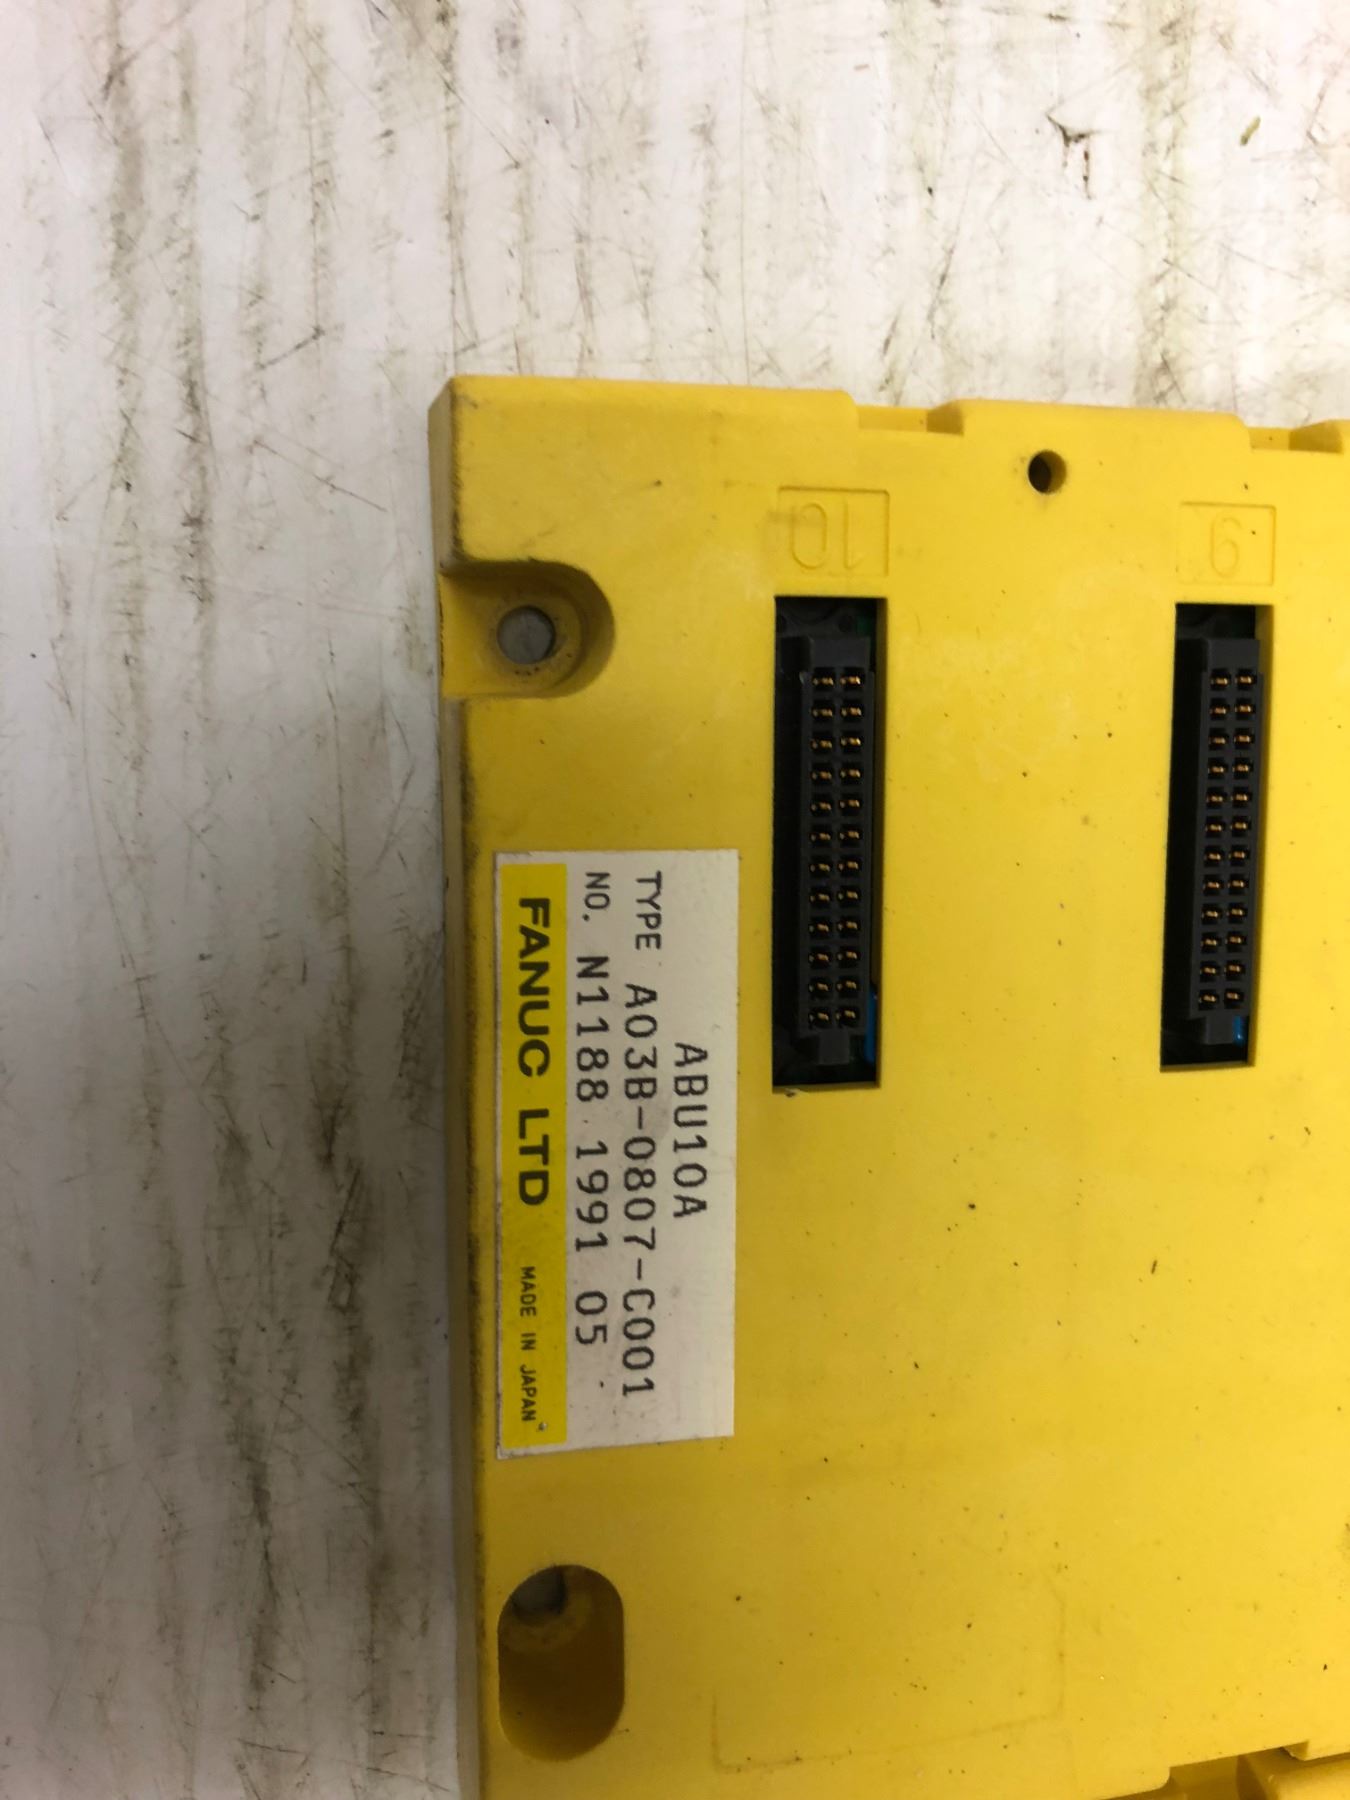 10
9
ABU10A
TYPE A03B-0807-C001
NO. N1188 1991 05
FANUC LTD MADE IN JAPAN